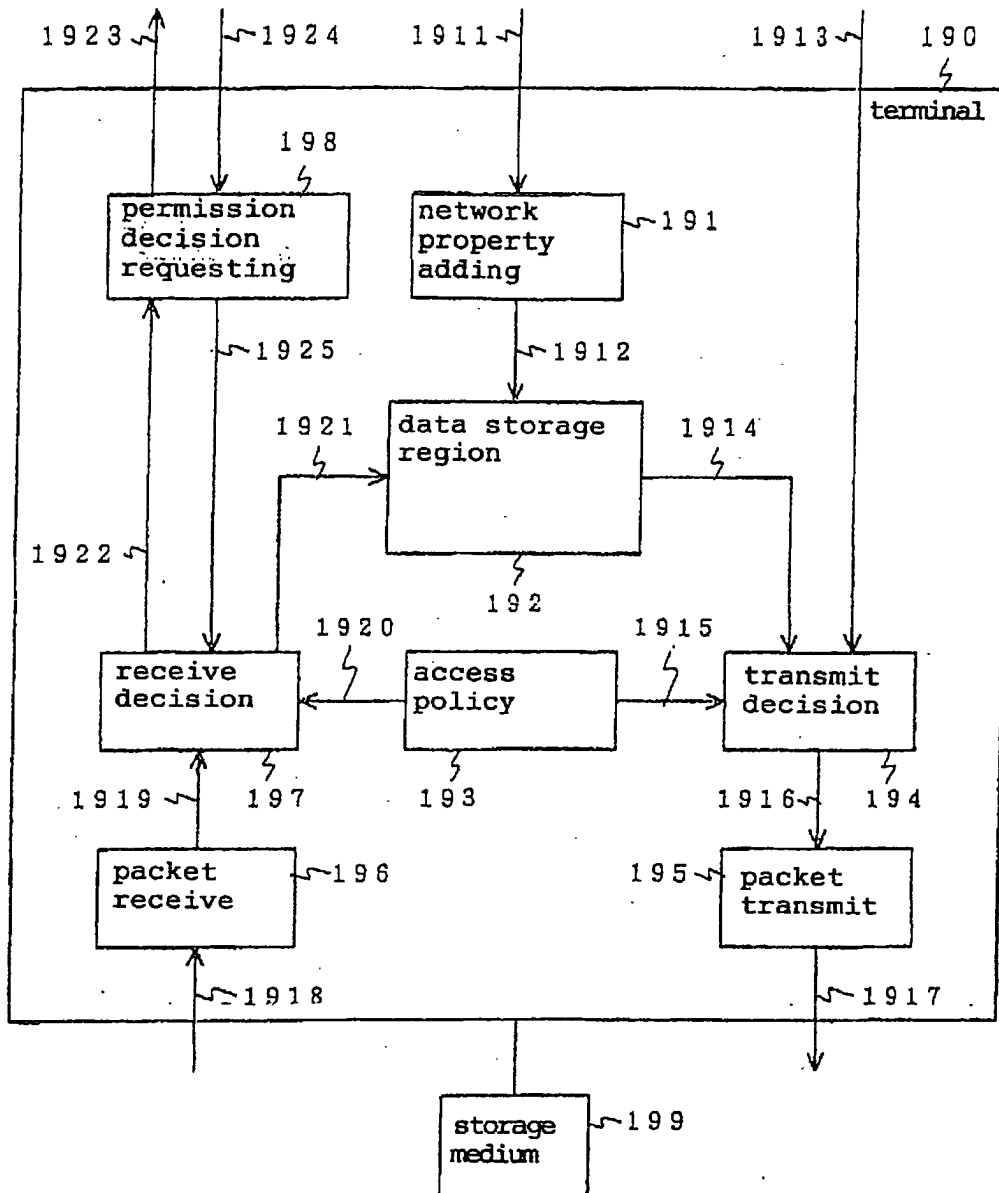 1923
1924
1911
1913
190
terminal
198
permission
decision
requesting
network
property
adding
191
1925
1912
1921
data storage
region
1914
1922
192
1920
1915
receive
decision
access
policy
transmit
decision
1919
197
193
1916
194
packet
receive
196
195
packet
transmit
1918
1917
storage
medium
199